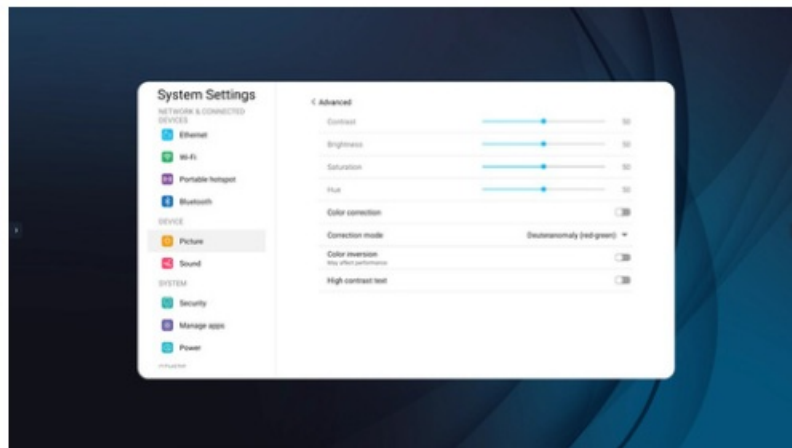 System Settings
NETWORK & CONNECTED
DEVICES
Ethernet
Wi-Fi
Portable hotspot
Bluetooth
DEVICE
Picture
Sound
SYSTEM
Security
Manage apps
Power
< Advanced
Contrast 50
Brightness 50
Saturation 50
Hue 50
Color correction
Correction mode Deuteranomaly (red-green)
Color inversion
May affect performance
High contrast text